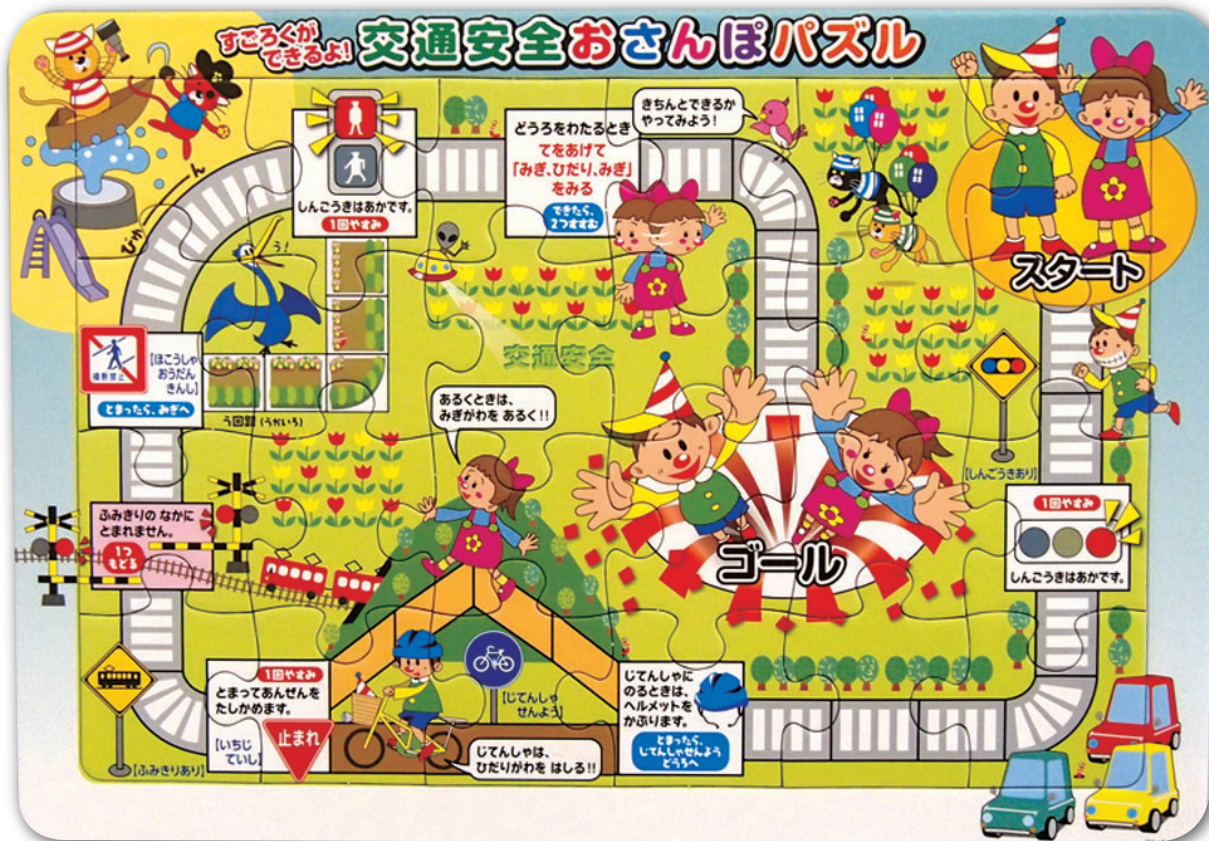 すごろくが
できるよ!
交通安全おさんぽパズル
スタート
きちんとできるか
やってみよう!
どうろをわたるとき
てをあげて
「みぎ、ひだり、みぎ」
をみる
できたら、
2つすすむ
しんごうきはあかです。
1回やすみ
う!
横断禁止
【ほこうしゃ
おうだん
きんし】
とまったら、みぎへ
う回路(うかいろ)
交通安全
あるくときは、
みぎがわを あるく!!
【しんごうきあり】
1回やすみ
しんごうきはあかです。
ゴール
ふみきりの なかに
とまれません。
1つ
もどる
【ふみきりあり】
1回やすみ
とまってあんぜんを
たしかめます。
【いちじ
ていし】
止まれ
【じてんしゃ
せんよう】
じてんしゃは、
ひだりがわを はしる!!
じてんしゃに
のるときは、
ヘルメットを
かぶります。
とまったら、
じてんしゃせんよう
どうろへ